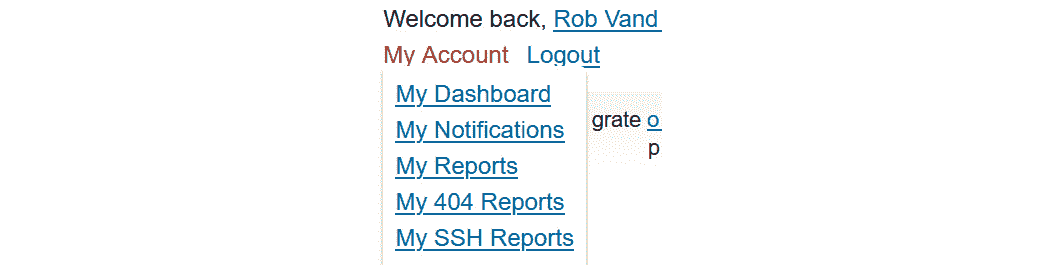 Welcome back, Rob Vand
My Account Logout
My Dashboard
grate o
My Notifications
p
My Reports
My 404 Reports
My SSH Reports